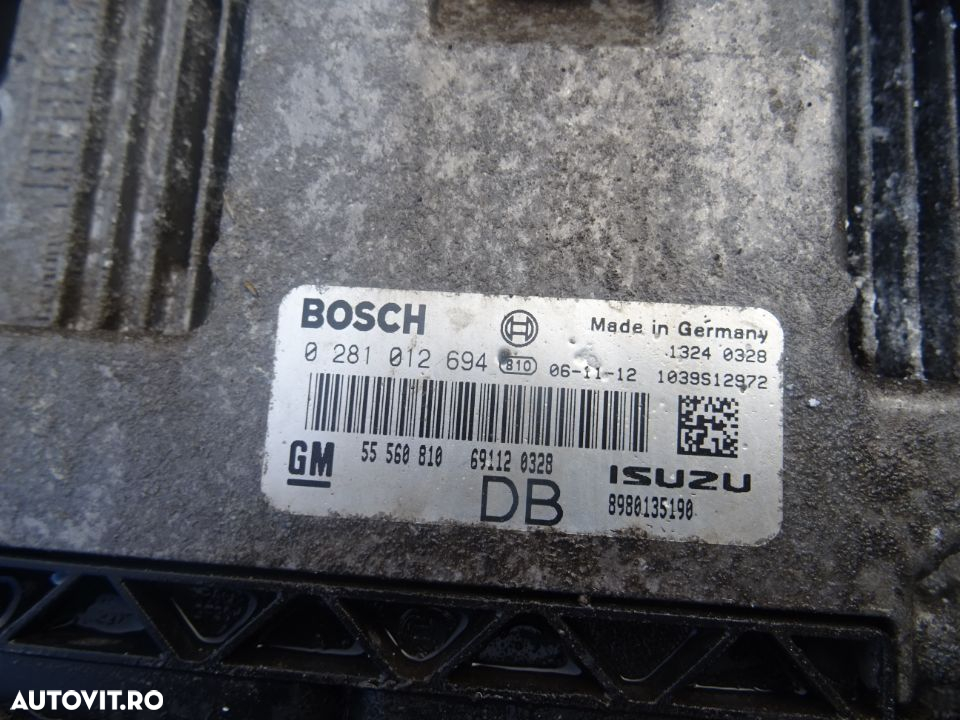 BOSCH
Made in Germany
1324 0328
0 281 012 694 810 06-11-12 1039S12972
GM 55 560 810 69112 0328 ISUZU
DB 8980135190
AUTOVIT.RO